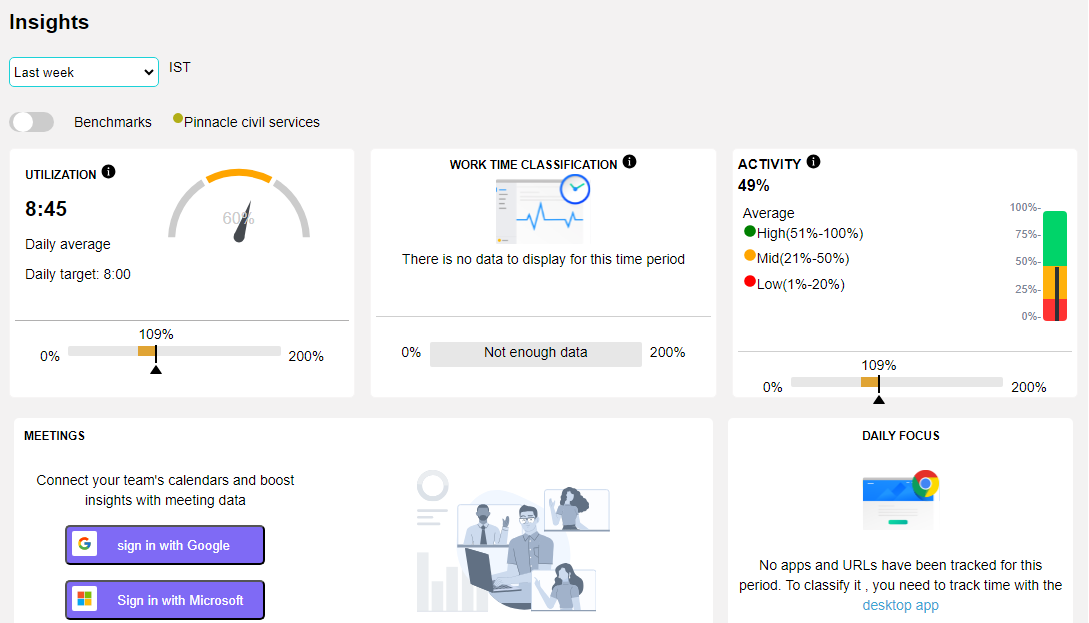 Insights
Last week
IST
Benchmarks
Pinnacle civil services
UTILIZATION
8:45
Daily average
Daily target: 8:00
60%
109%
0%
200%
WORK TIME CLASSIFICATION
There is no data to display for this time period
0%
Not enough data
200%
ACTIVITY
49%
Average
High(51%-100%)
Mid(21%-50%)
Low(1%-20%)
100%-
75%-
50%-
25%-
0%-
109%
0%
200%
MEETINGS
Connect your team's calendars and boost
insights with meeting data
sign in with Google
Sign in with Microsoft
DAILY FOCUS
No apps and URLs have been tracked for this
period. To classify it , you need to track time with the
desktop app